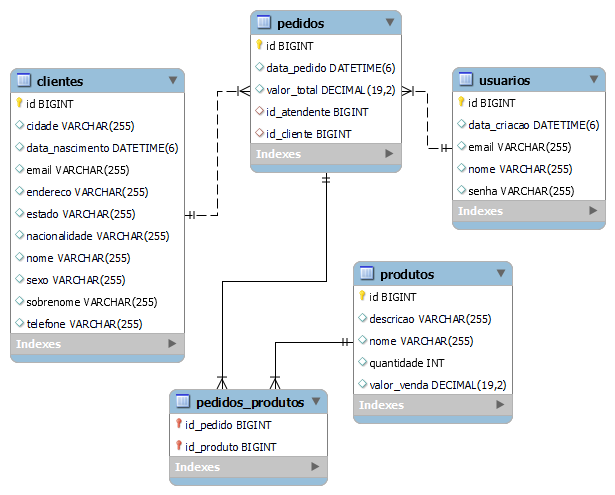 pedidos
id BIGINT
data_pedido DATETIME(6)
valor_total DECIMAL(19,2)
id_atendente BIGINT
id_cliente BIGINT
Indexes
clientes
id BIGINT
cidade VARCHAR(255)
data_nascimento DATETIME(6)
email VARCHAR(255)
endereco VARCHAR(255)
estado VARCHAR(255)
nacionalidade VARCHAR(255)
nome VARCHAR(255)
sexo VARCHAR(255)
sobrenome VARCHAR(255)
telefone VARCHAR(255)
Indexes
usuarios
id BIGINT
data_criacao DATETIME(6)
email VARCHAR(255)
nome VARCHAR(255)
senha VARCHAR(255)
Indexes
produtos
id BIGINT
descricao VARCHAR(255)
nome VARCHAR(255)
quantidade INT
valor_venda DECIMAL(19,2)
Indexes
pedidos_produtos
id_pedido BIGINT
id_produto BIGINT
Indexes